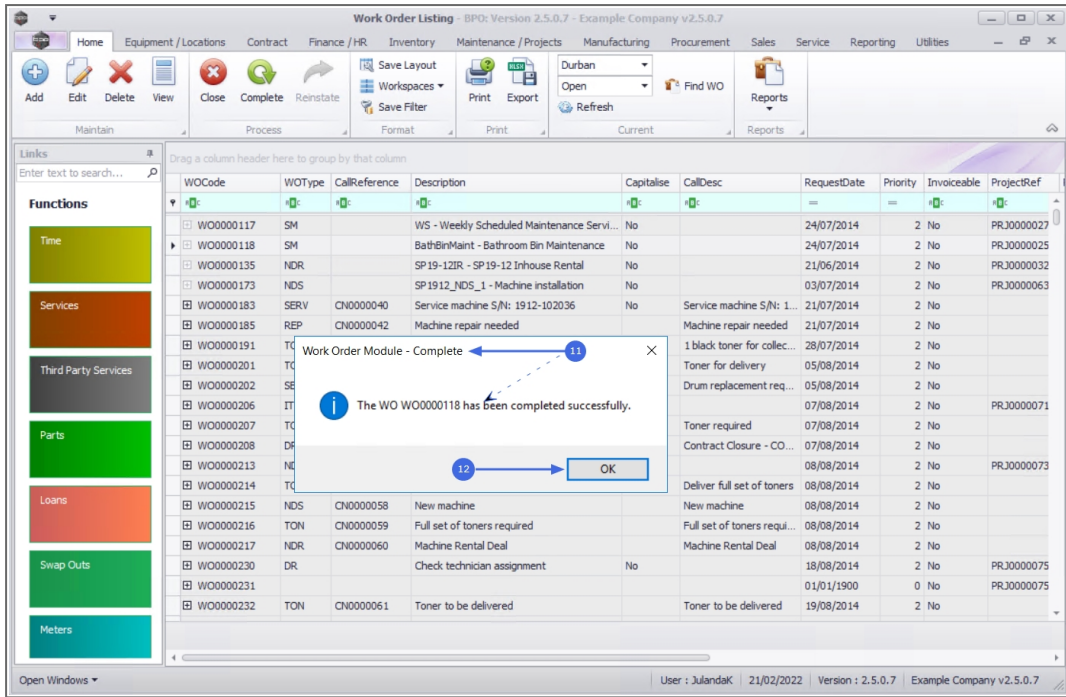 Work Order Listing - BPO: Version 2.5.0.7 - Example Company v2.5.0.7
Home Equipment / Locations Contract Finance / HR Inventory Maintenance / Projects Manufacturing Procurement Sales Service Reporting Utilities
Add Edit Delete View Close Complete Reinstate Save Layout Workspaces Save Filter Print Export Durban Open Refresh Find WO Reports
Maintain Process Format Print Current Reports
Links
Enter text to search...
Functions
Time
Services
Third Party Services
Parts
Loans
Swap Outs
Meters
Drag a column header here to group by that column
WOCode WOType CallReference Description Capitalise CallDesc RequestDate Priority Invoiceable ProjectRef
WO0000117 SM WS - Weekly Scheduled Maintenance Servi... No 24/07/2014 2 No PRJ0000027
WO0000118 SM BathBinMaint - Bathroom Bin Maintenance No 24/07/2014 2 No PRJ0000025
WO0000135 NDR SP19-12IR - SP19-12 Inhouse Rental No 21/06/2014 2 No PRJ0000032
WO0000173 NDS SP1912_NDS_1 - Machine installation No 03/07/2014 2 No PRJ0000063
WO0000183 SERV CN0000040 Service machine S/N: 1912-102036 No Service machine S/N: 1... 21/07/2014 2 No
WO0000185 REP CN0000042 Machine repair needed Machine repair needed 21/07/2014 2 No
WO0000191 1 black toner for collec... 28/07/2014 2 No
WO0000201 Toner for delivery 05/08/2014 2 No
WO0000202 SE Drum replacement req... 05/08/2014 2 No
WO0000206 IT 07/08/2014 2 No PRJ0000071
WO0000207 Toner required 07/08/2014 2 No
WO0000208 Contract Closure - CO... 07/08/2014 2 No
WO0000213 08/08/2014 2 No PRJ0000073
WO0000214 Deliver full set of toners 08/08/2014 2 No
WO0000215 NDS CN0000058 New machine New machine 08/08/2014 2 No
WO0000216 TON CN0000059 Full set of toners required Full set of toners requi... 08/08/2014 2 No
WO0000217 NDR CN0000060 Machine Rental Deal Machine Rental Deal 08/08/2014 2 No
WO0000230 DR Check technician assignment No 18/08/2014 2 No PRJ0000075
WO0000231 01/01/1900 0 No PRJ0000075
WO0000232 TON CN0000061 Toner to be delivered Toner to be delivered 19/08/2014 2 No
Work Order Module - Complete 11
The WO WO0000118 has been completed successfully.
12 OK
Open Windows User : JulandaK 21/02/2022 Version : 2.5.0.7 Example Company v2.5.0.7